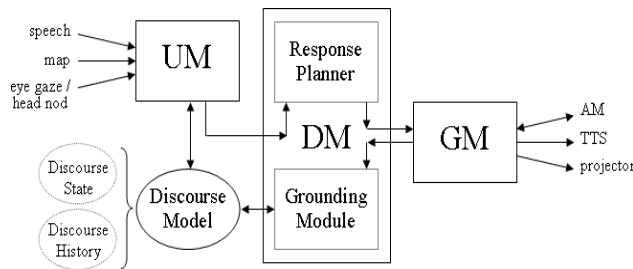 speech
map
eye gaze /
head nod
UM
Response
Planner
DM
GM
AM
TTS
projector
Discourse
State
Discourse
History
Discourse
Model
Grounding
Module